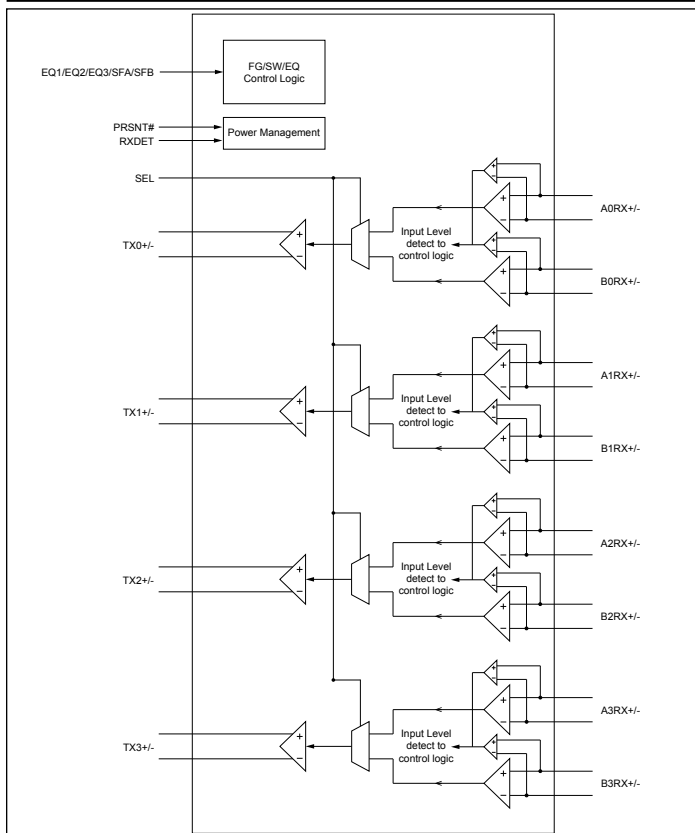 EQ1/EQ2/EQ3/SFA/SFB
FG/SW/EQ
Control Logic
PRSNT#
RXDET
Power Management
SEL
TX0+/-
+
−
Input Level
detect to
control logic
+
−
+
−
+
−
+
−
A0RX+/-
B0RX+/-
TX1+/-
+
−
Input Level
detect to
control logic
+
−
+
−
+
−
+
−
A1RX+/-
B1RX+/-
TX2+/-
+
−
Input Level
detect to
control logic
+
−
+
−
+
−
+
−
A2RX+/-
B2RX+/-
TX3+/-
+
−
Input Level
detect to
control logic
+
−
+
−
+
−
+
−
A3RX+/-
B3RX+/-